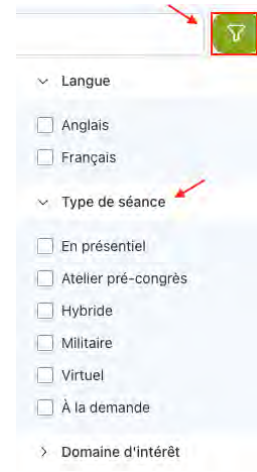 Langue
Anglais
Français
Type de séance
En présentiel
Atelier pré-congrès
Hybride
Militaire
Virtuel
À la demande
Domaine d'intérêt